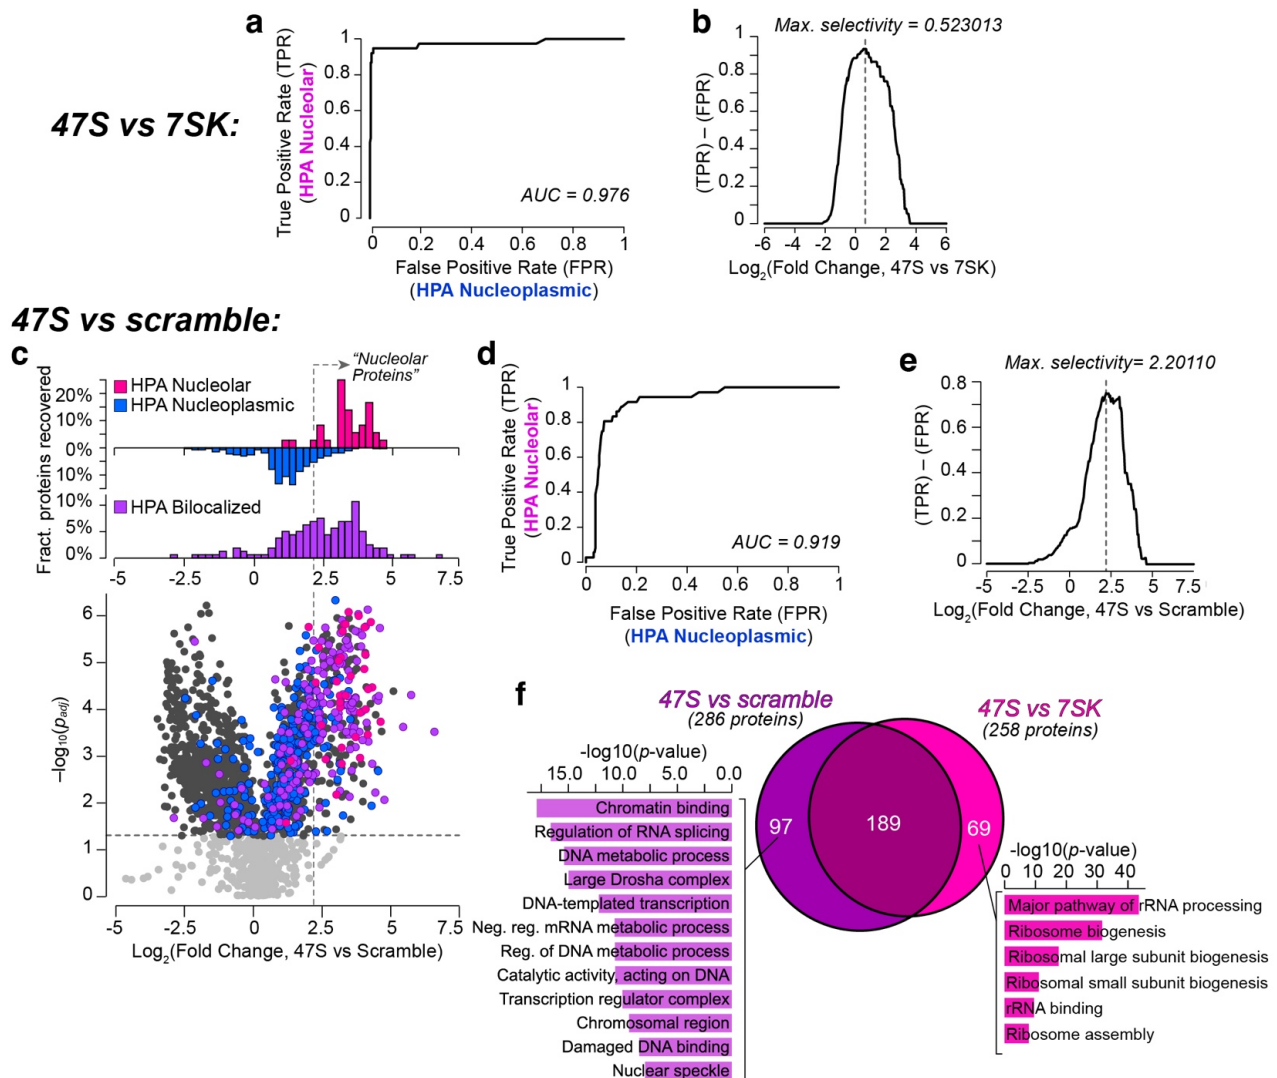 47S vs 7SK:
a
True Positive Rate (TPR)
(HPA Nucleolar)
1
0.8
0.6
0.4
0.2
0
AUC = 0.976
0 0.2 0.4 0.6 0.8 1
False Positive Rate (FPR)
(HPA Nucleoplasmic)
b
Max. selectivity = 0.523013
(TPR) – (FPR)
1
0.8
0.6
0.4
0.2
0
-6 -4 -2 0 2 4 6
Log2(Fold Change, 47S vs 7SK)
47S vs scramble:
c
"Nucleolar
Proteins"
Fract. proteins recovered
HPA Nucleolar
HPA Nucleoplasmic
20%
10%
0%
10%
HPA Bilocalized
10%
5%
0%
-5 -2.5 0 2.5 5 7.5
–log10(padj)
6
5
4
3
2
1
0
-5 -2.5 0 2.5 5 7.5
Log2(Fold Change, 47S vs Scramble)
d
True Positive Rate (TPR)
(HPA Nucleolar)
1
0.8
0.6
0.4
0.2
0
AUC = 0.919
0 0.2 0.4 0.6 0.8 1
False Positive Rate (FPR)
(HPA Nucleoplasmic)
e
Max. selectivity= 2.20110
(TPR) – (FPR)
0.8
0.6
0.4
0.2
0
-5 -2.5 0 2.5 5 7.5
Log2(Fold Change, 47S vs Scramble)
f
47S vs scramble
(286 proteins)
47S vs 7SK
(258 proteins)
97
189
69
-log10(p-value)
15.0 10.0 5.0 0.0
Chromatin binding
Regulation of RNA splicing
DNA metabolic process
Large Drosha complex
DNA-templated transcription
Neg. reg. mRNA metabolic process
Reg. of DNA metabolic process
Catalytic activity, acting on DNA
Transcription regulator complex
Chromosomal region
Damaged DNA binding
Nuclear speckle
-log10(p-value)
0 10 20 30 40
Major pathway of rRNA processing
Ribosome biogenesis
Ribosomal large subunit biogenesis
Ribosomal small subunit biogenesis
rRNA binding
Ribosome assembly